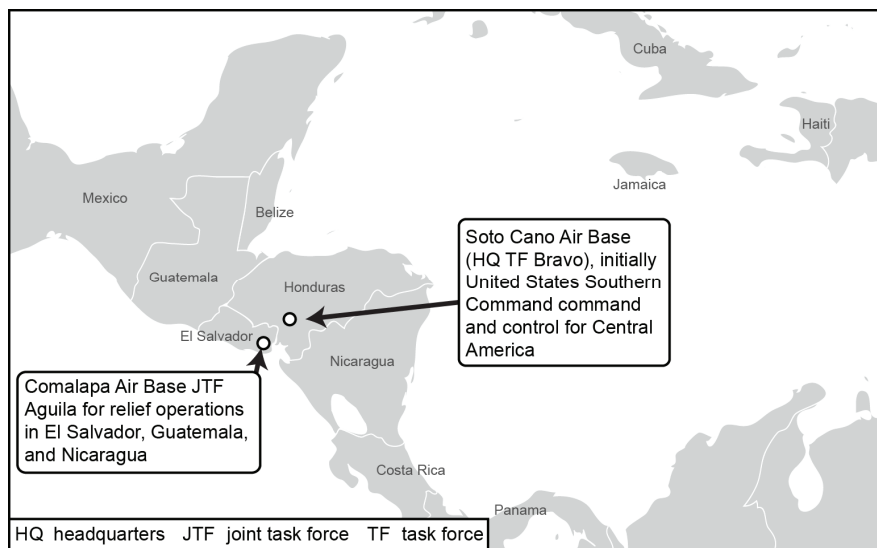 Cuba
Haiti
Jamaica
Mexico
Belize
Soto Cano Air Base
(HQ TF Bravo), initially
United States Southern
Command command
and control for Central
America
Guatemala
Honduras
El Salvador
Nicaragua
Comalapa Air Base JTF
Aguila for relief operations
in El Salvador, Guatemala,
and Nicaragua
Costa Rica
Panama
HQ headquarters JTF joint task force TF task force